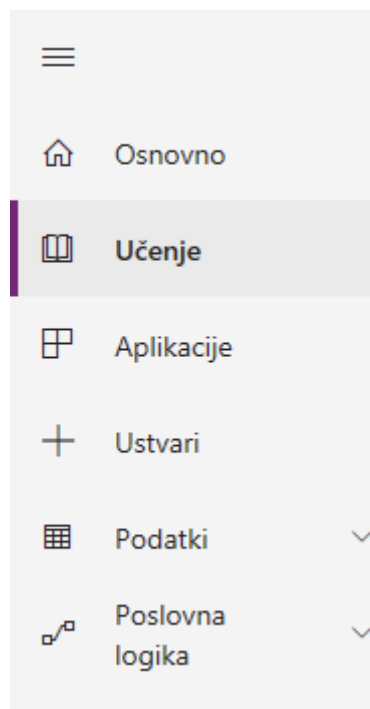 Osnovno
Učenje
Aplikacije
Ustvari
Podatki
Poslovna
logika